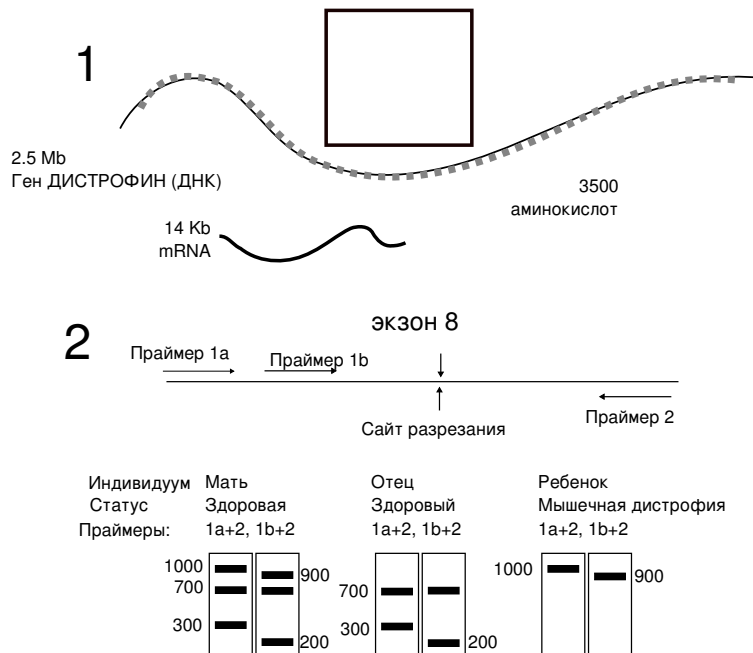 1
2.5 Mb
Ген ДИСТРОФИН (ДНК)
3500
аминокислот
14 Kb
mRNA
2
экзон 8
Праймер 1a
Праймер 1b
Сайт разрезания
Праймер 2
Индивидуум Мать Отец Ребенок
Статус Здоровая Здоровый Мышечная дистрофия
Праймеры: 1a+2, 1b+2 1a+2, 1b+2 1a+2, 1b+2
1000 900 1000 900
700 700
300 200 300 200